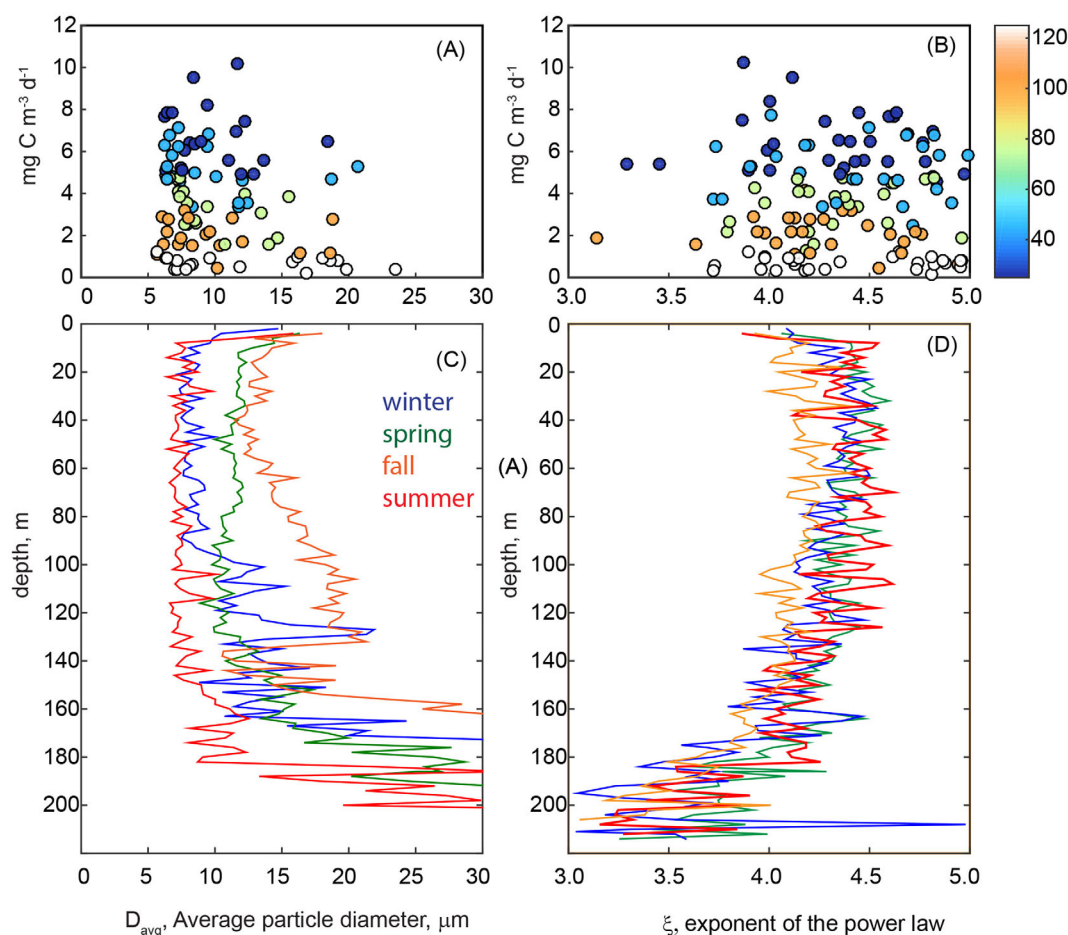 12
10
8
6
4
2
0
mg C m⁻³ d⁻¹
(A)
0 5 10 15 20 25 30
12
10
8
6
4
2
0
mg C m⁻³ d⁻¹
(B)
3.0 3.5 4.0 4.5 5.0
120
100
80
60
40
0
20
40
60
80
100
120
140
160
180
200
depth, m
(C)
winter
spring
fall
summer
(A)
0 5 10 15 20 25 30
D_avg, Average particle diameter, μm
0
20
40
60
80
100
120
140
160
180
200
depth, m
(D)
3.0 3.5 4.0 4.5 5.0
ξ, exponent of the power law